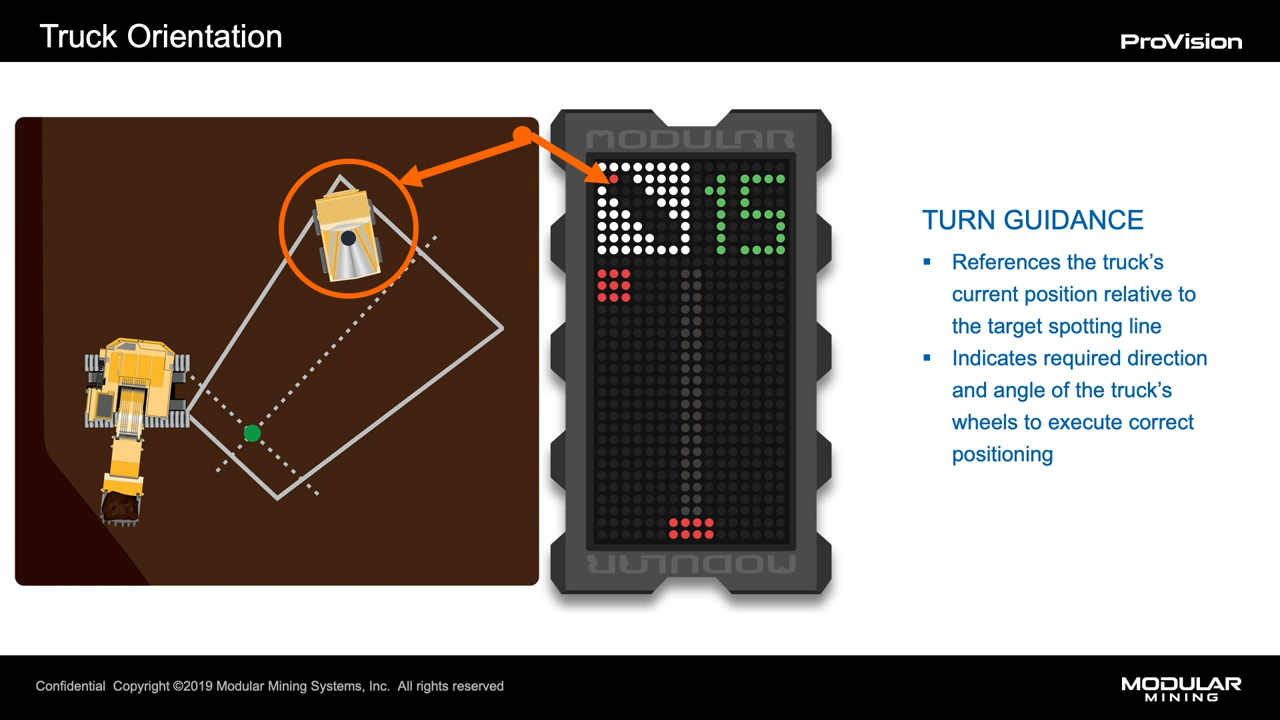 Truck Orientation
ProVision
MODULAR
15
TURN GUIDANCE
▪ References the truck's
current position relative to
the target spotting line
▪ Indicates required direction
and angle of the truck's
wheels to execute correct
positioning
MODULAR
Confidential Copyright ©2019 Modular Mining Systems, Inc. All rights reserved
MODULAR
MINING